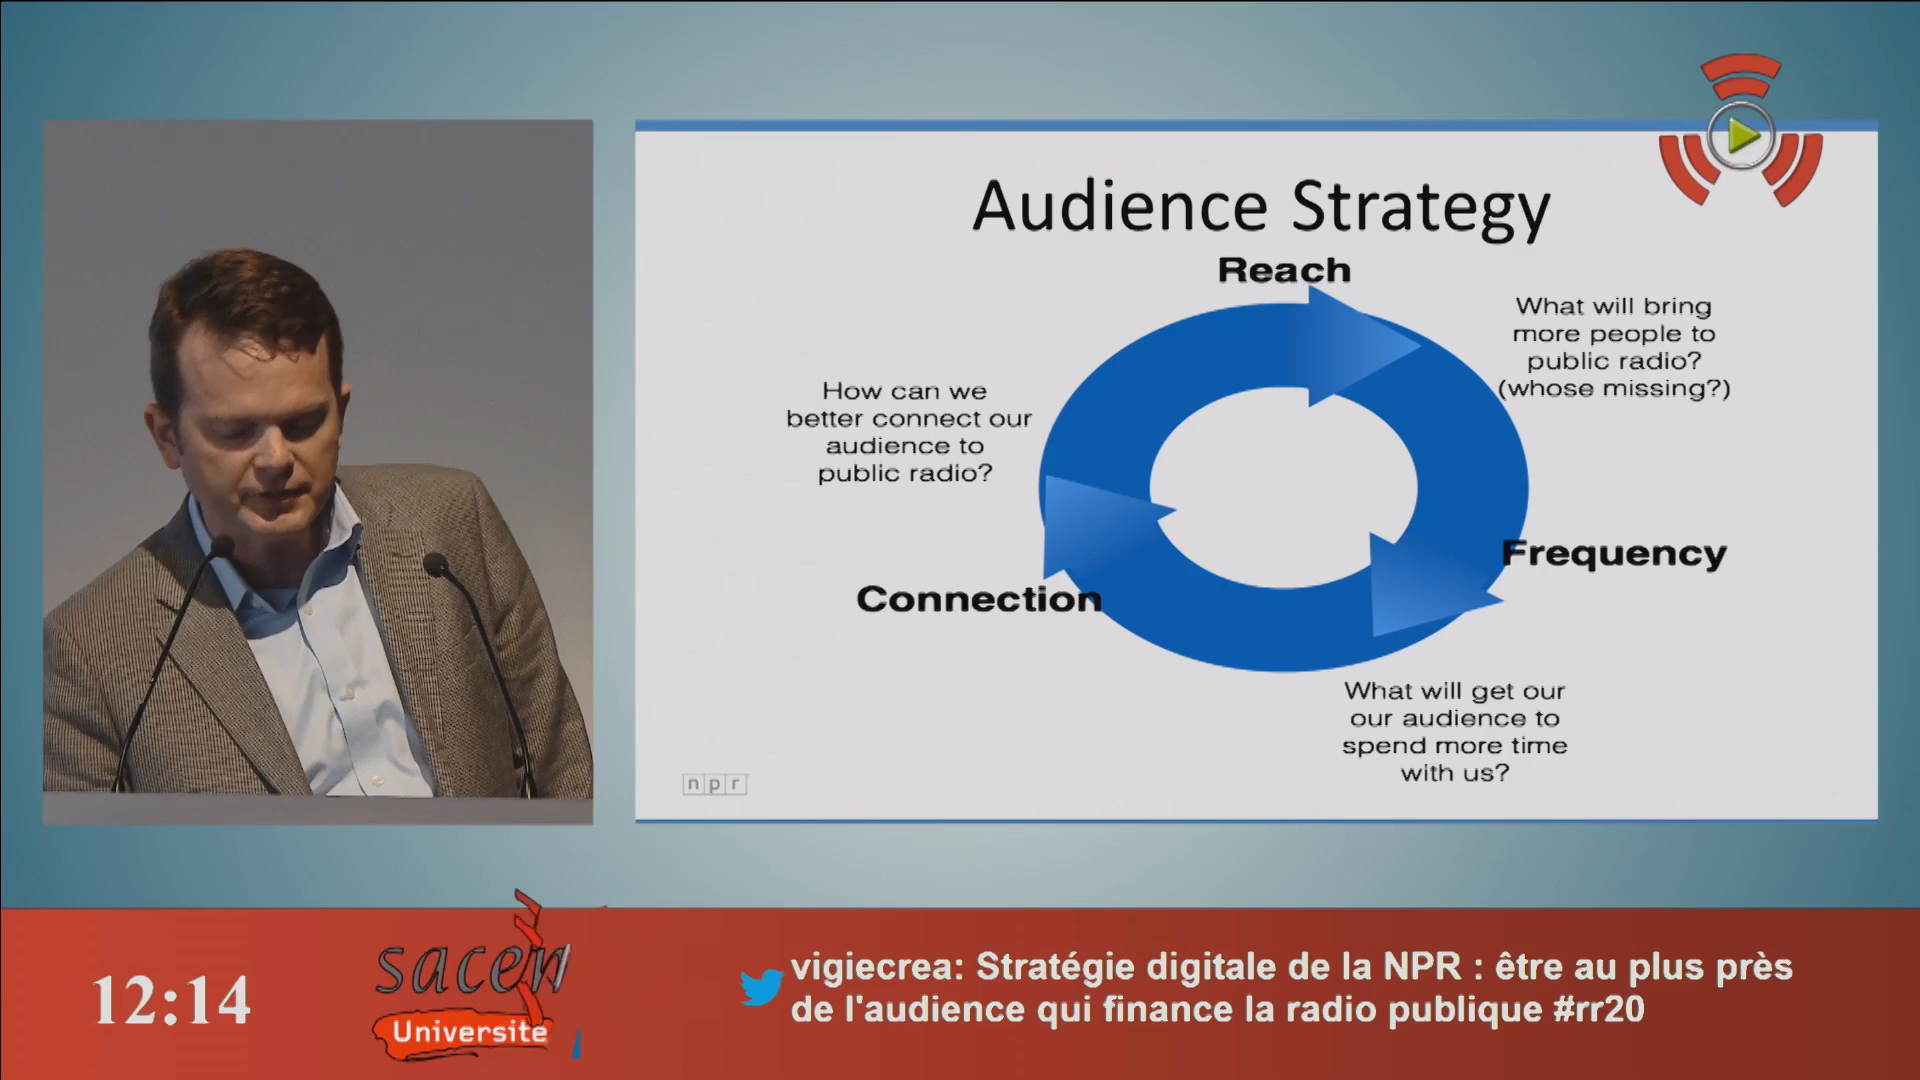 Audience Strategy
Reach
What will bring
more people to
public radio?
(whose missing?)
How can we
better connect our
audience to
public radio?
Frequency
Connection
What will get our
our audience to
spend more time
with us?
npr
12:14
sacem
Université
vigiecrea: Stratégie digitale de la NPR : être au plus près
de l'audience qui finance la radio publique #rr20